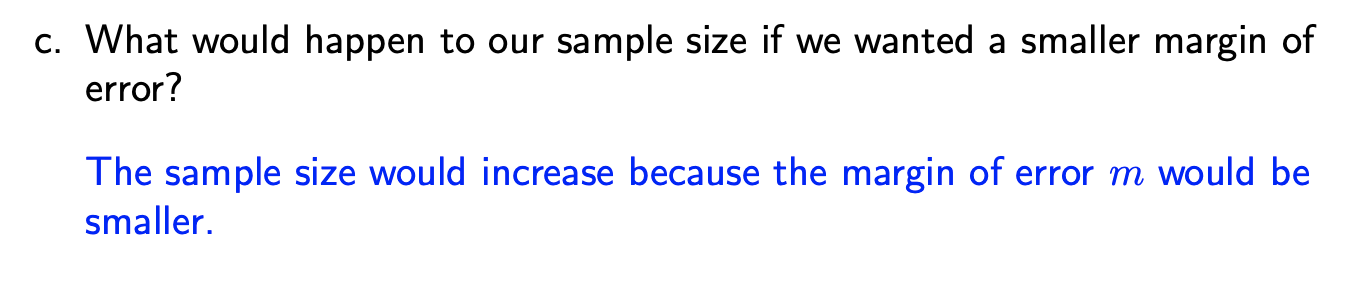 c. What would happen to our sample size if we wanted a smaller margin of
error?
The sample size would increase because the margin of error m would be
smaller.